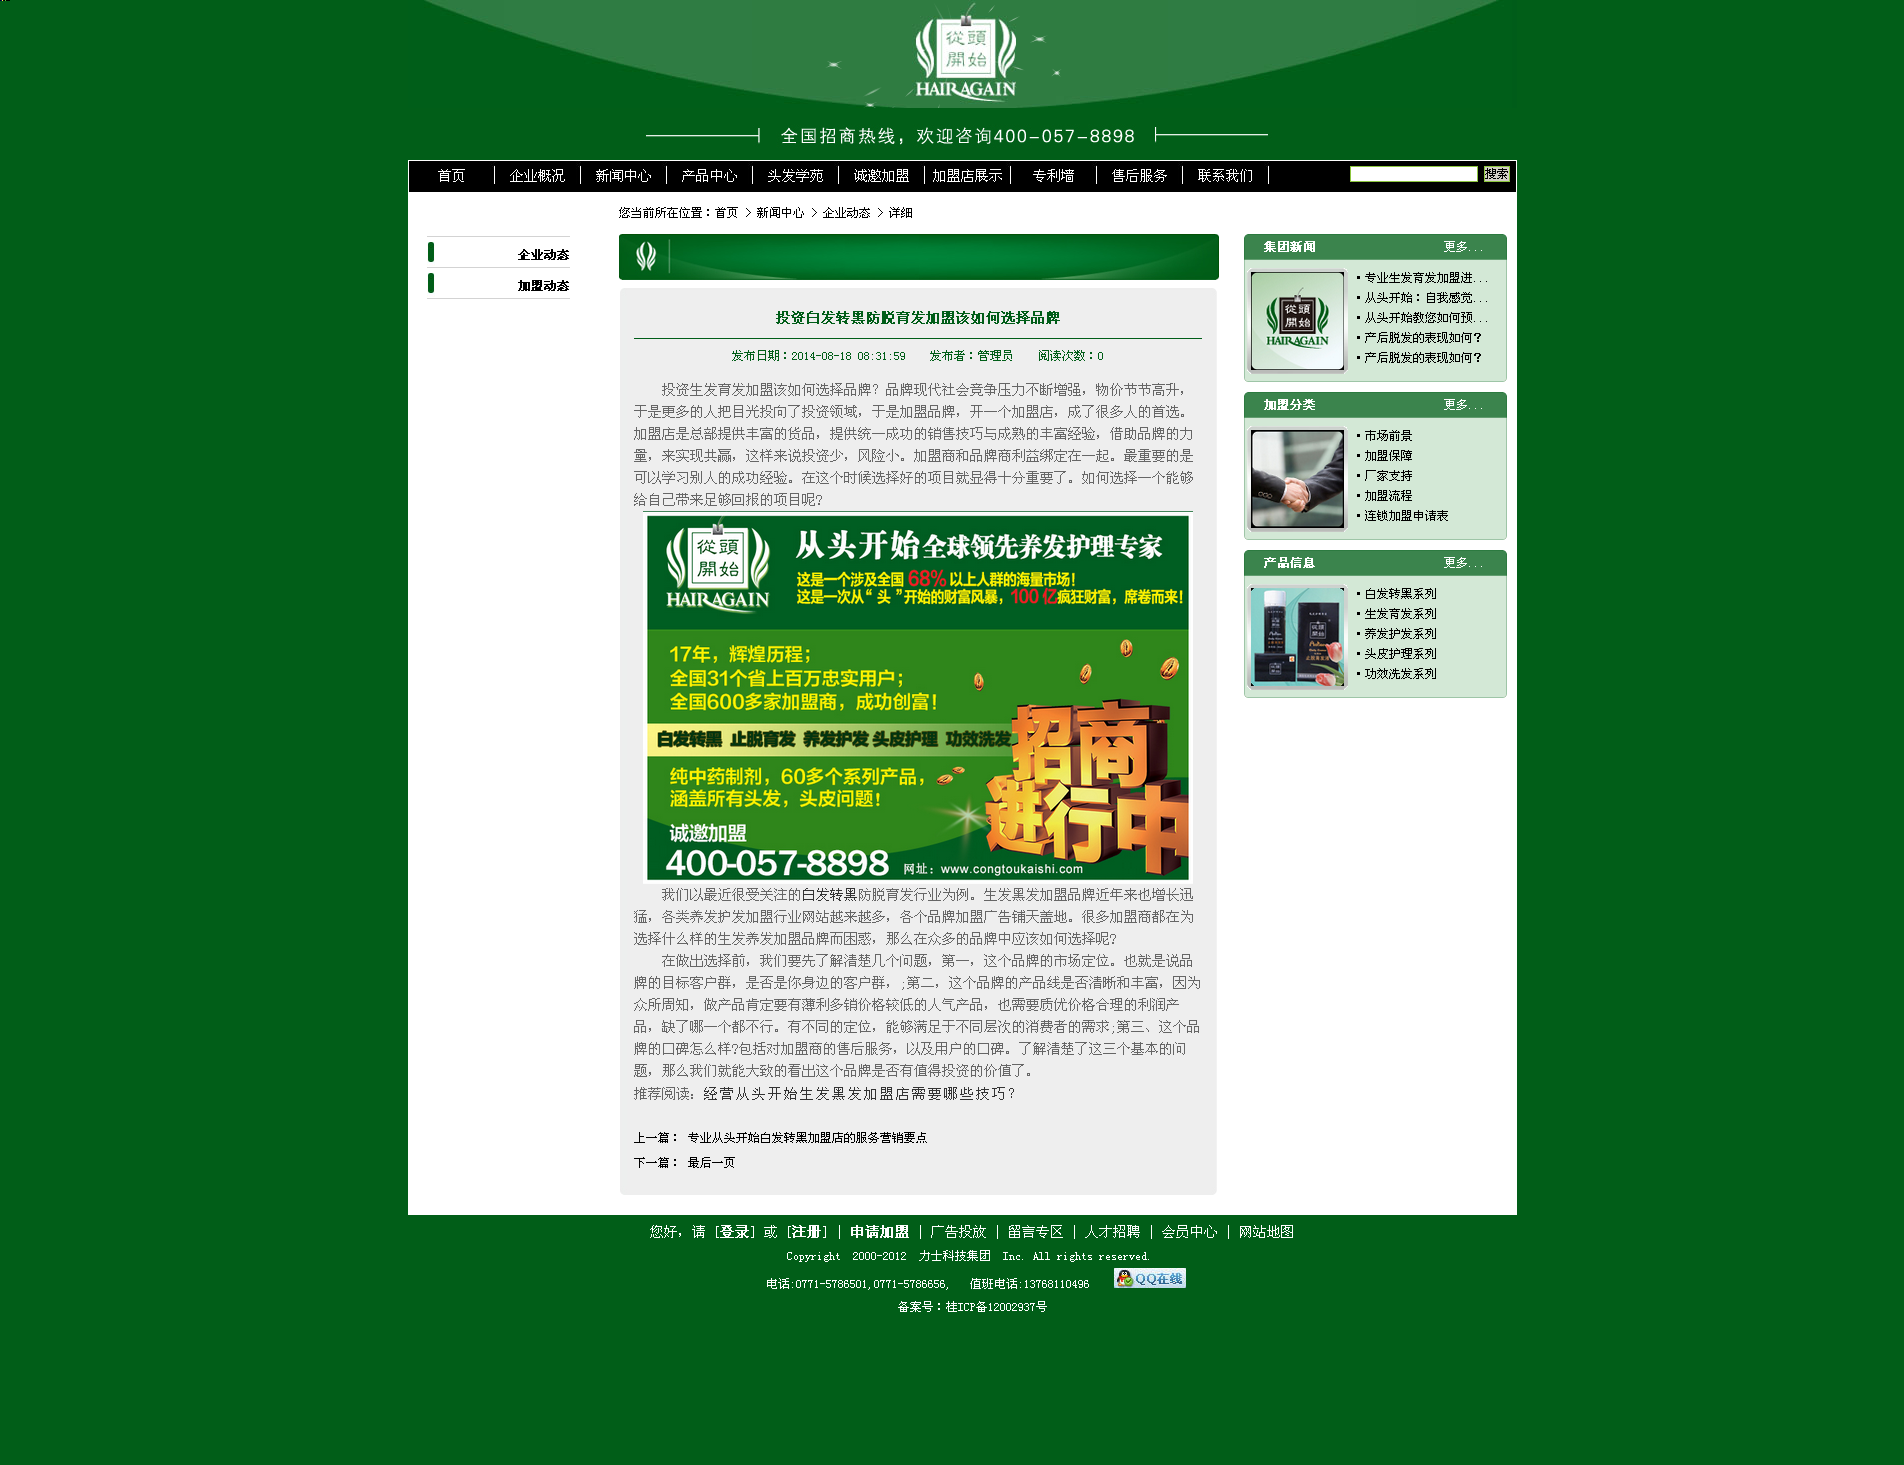 從頭
開始
HAIRAGAIN
全国招商热线，欢迎咨询400-057-8898
首页 企业概况 新闻中心 产品中心 头发学苑 诚邀加盟 加盟店展示 专利墙 售后服务 联系我们 搜索
您当前所在位置：首页 > 新闻中心 > 企业动态 > 详细
企业动态
加盟动态
投资白发转黑防脱育发加盟该如何选择品牌
发布日期：2014-08-18 08:31:59 发布者：管理员 阅读次数：0
投资生发育发加盟该如何选择品牌？品牌现代社会竞争压力不断增强，物价节节高升，
于是更多的人把目光投向了投资领域，于是加盟品牌，开一个加盟店，成了很多人的首选。
加盟店是总部提供丰富的货品，提供统一成功的销售技巧与成熟的丰富经验，借助品牌的力
量，来实现共赢，这样来说投资少，风险小。加盟商和品牌商利益绑定在一起。最重要的是
可以学习别人的成功经验。在这个时候选择好的项目就显得十分重要了。如何选择一个能够
给自己带来足够回报的项目呢？
從頭
開始
HAIRAGAIN
从头开始全球领先养发护理专家
这是一个涉及全国68%以上人群的海量市场！
这是一次从“头”开始的财富风暴，100亿疯狂财富，席卷而来！
17年，辉煌历程；
全国31个省上百万忠实用户；
全国600多家加盟商，成功创富！
白发转黑 止脱育发 养发护发 头皮护理 功效洗发
招商
进行中
纯中药制剂，60多个系列产品，
涵盖所有头发，头皮问题！
诚邀加盟
400-057-8898 网址：www.congtoukaishi.com
我们以最近很受关注的白发转黑防脱育发行业为例。生发黑发加盟品牌近年来也增长迅
猛，各类养发护发加盟行业网站越来越多，各个品牌加盟广告铺天盖地。很多加盟商都在为
选择什么样的生发养发加盟品牌而困惑，那么在众多的品牌中应该如何选择呢？
在做出选择前，我们要先了解清楚几个问题，第一，这个品牌的市场定位。也就是说品
牌的目标客户群，是否是你身边的客户群，;第二，这个品牌的产品线是否清晰和丰富，因为
众所周知，做产品肯定要有薄利多销价格较低的人气产品，也需要质优价格合理的利润产
品，缺了哪一个都不行。有不同的定位，能够满足于不同层次的消费者的需求;第三、这个品
牌的口碑怎么样?包括对加盟商的售后服务，以及用户的口碑。了解清楚了这三个基本的问
题，那么我们就能大致的看出这个品牌是否有值得投资的价值了。
推荐阅读：经营从头开始生发黑发加盟店需要哪些技巧？
上一篇： 专业从头开始白发转黑加盟店的服务营销要点
下一篇： 最后一页
集团新闻 更多...
從頭
開始
HAIRAGAIN
专业生发育发加盟进...
从头开始：自我感觉...
从头开始教您如何预...
产后脱发的表现如何？
产后脱发的表现如何？
加盟分类 更多...
市场前景
加盟保障
厂家支持
加盟流程
连锁加盟申请表
产品信息 更多...
白发转黑系列
生发育发系列
养发护发系列
头皮护理系列
功效洗发系列
您好，请 [登录] 或 [注册] | 申请加盟 | 广告投放 | 留言专区 | 人才招聘 | 会员中心 | 网站地图
Copyright 2000-2012 力士科技集团 Inc. All rights reserved.
电话:0771-5786501,0771-5786656, 值班电话:13768110496 QQ在线
备案号：桂ICP备12002937号